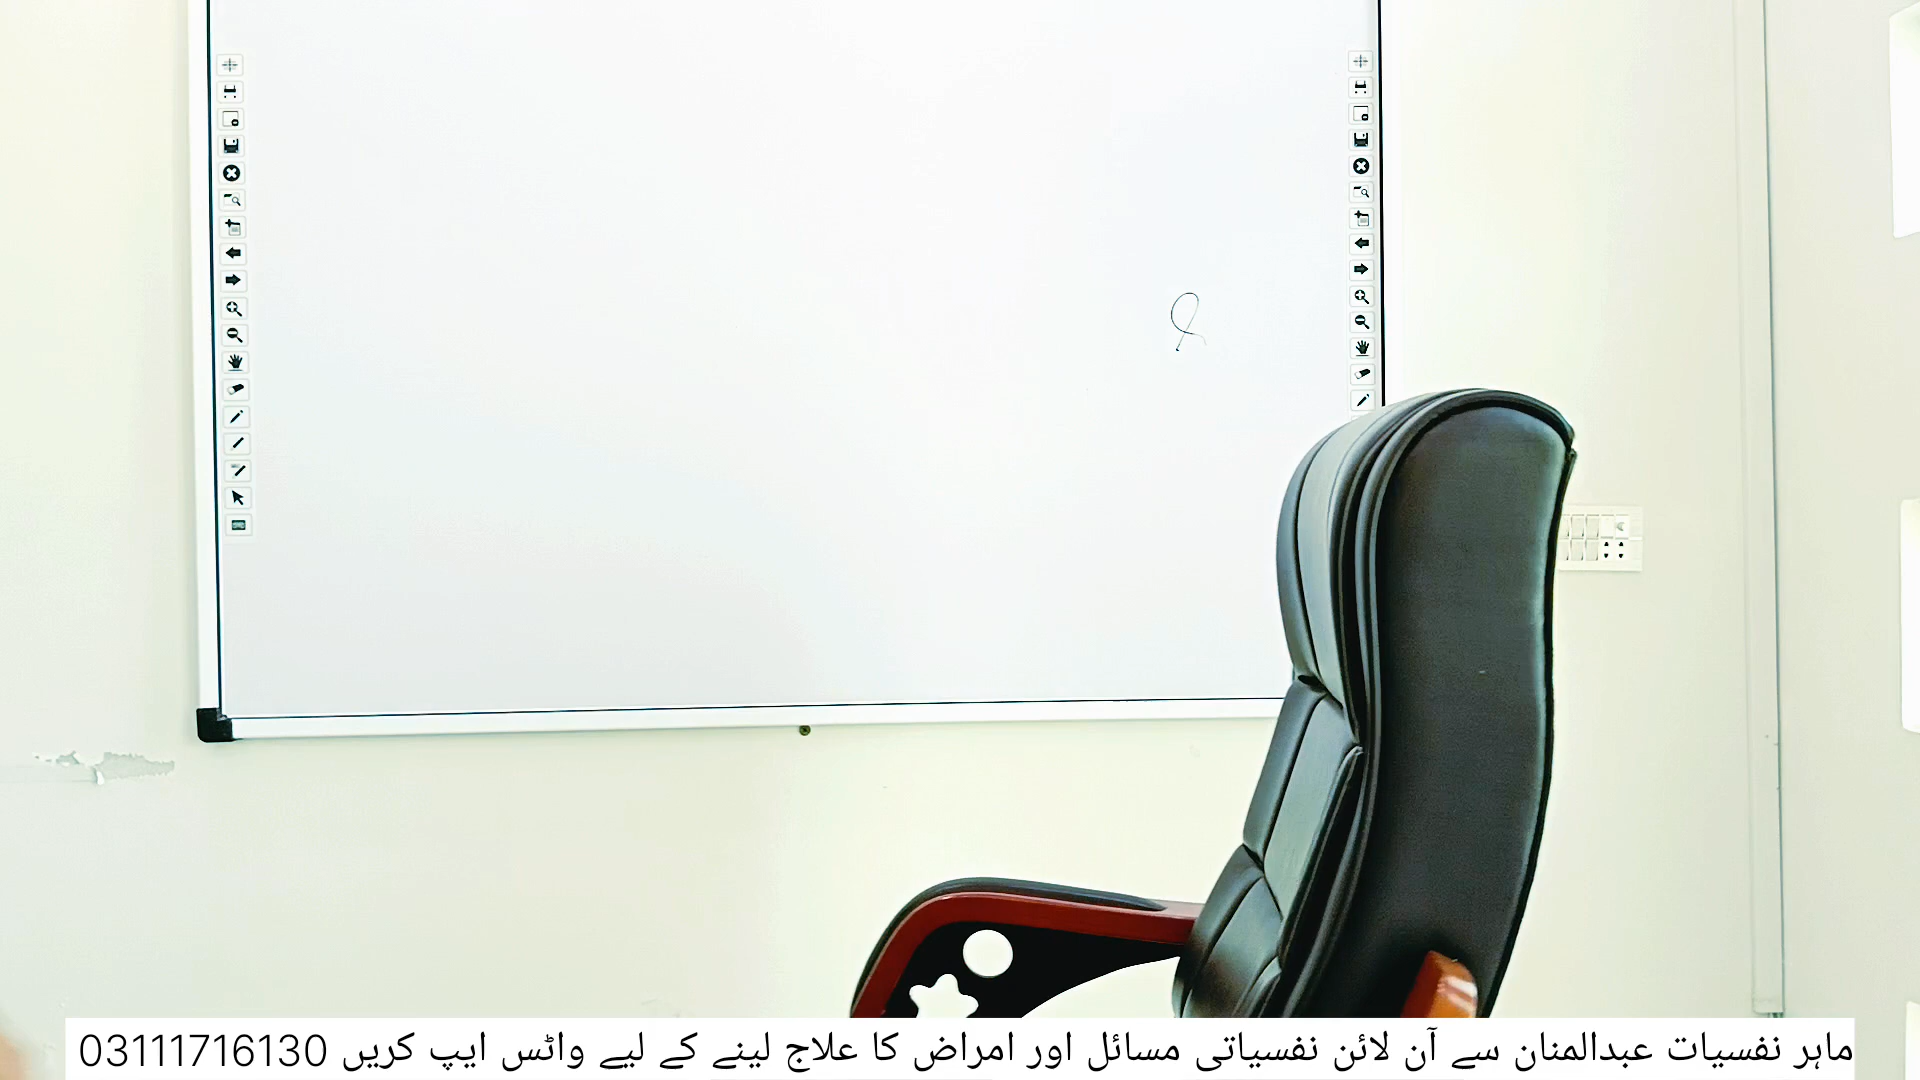 ماہر نفسیات عبدالمنان سے آن لائن نفسیاتی مسائل اور امراض کا علاج لینے کے لیے واٹس ایپ کریں 03111716130